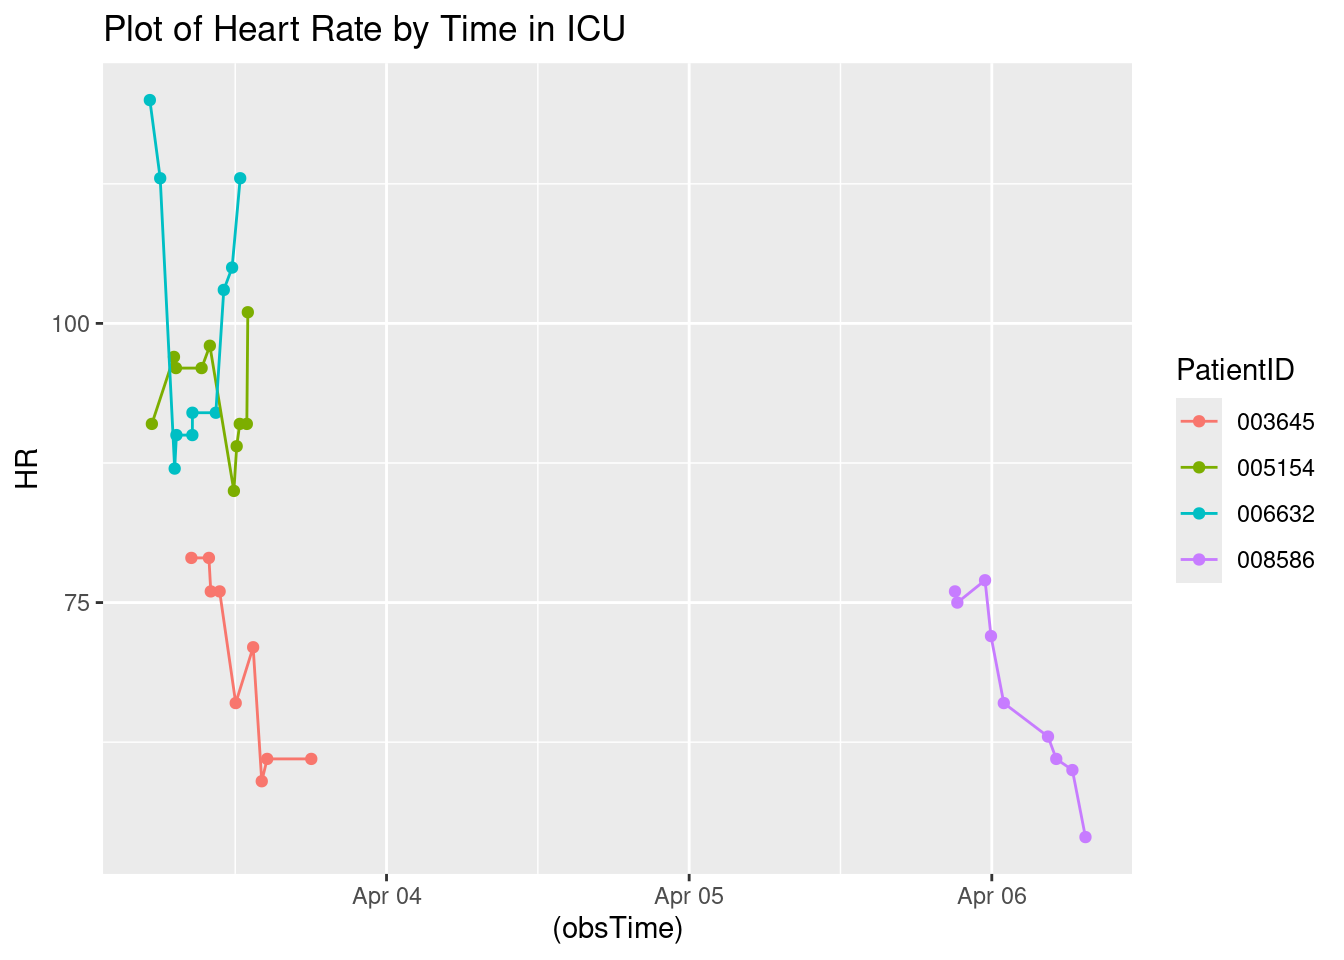 Plot of Heart Rate by Time in ICU
HR
100
75
Apr 04
Apr 05
Apr 06
(obsTime)
PatientID
003645
005154
006632
008586